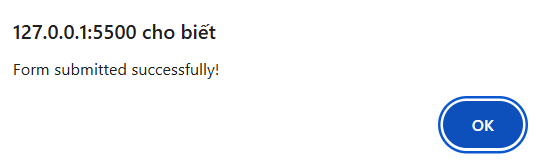 127.0.0.1:5500 cho biết
Form submitted successfully!
OK